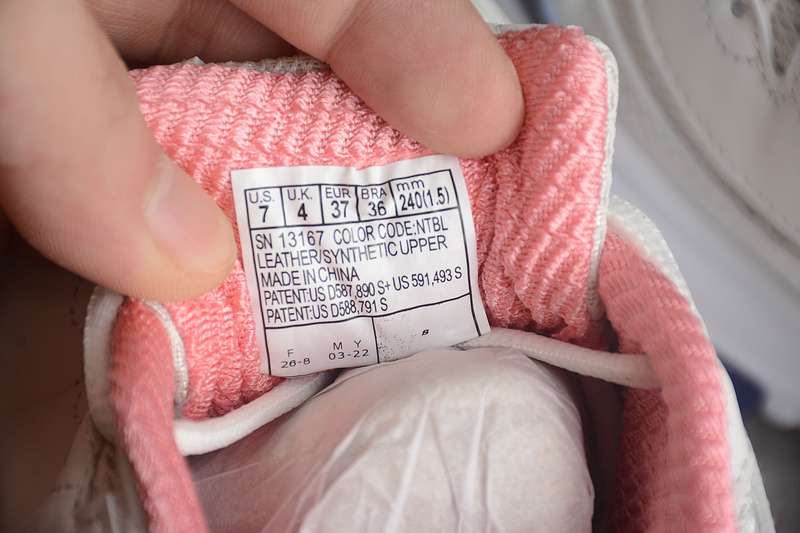 U.S. U.K. EUR BRA mm
7 4 37 36 240(1.5)
SN 13167 COLOR CODE:NTBL
LEATHER/SYNTHETIC UPPER
MADE IN CHINA
PATENT:US D587,890 S+US 591,493 S
PATENT:US D588,791 S
F M Y s
26-8 03-22